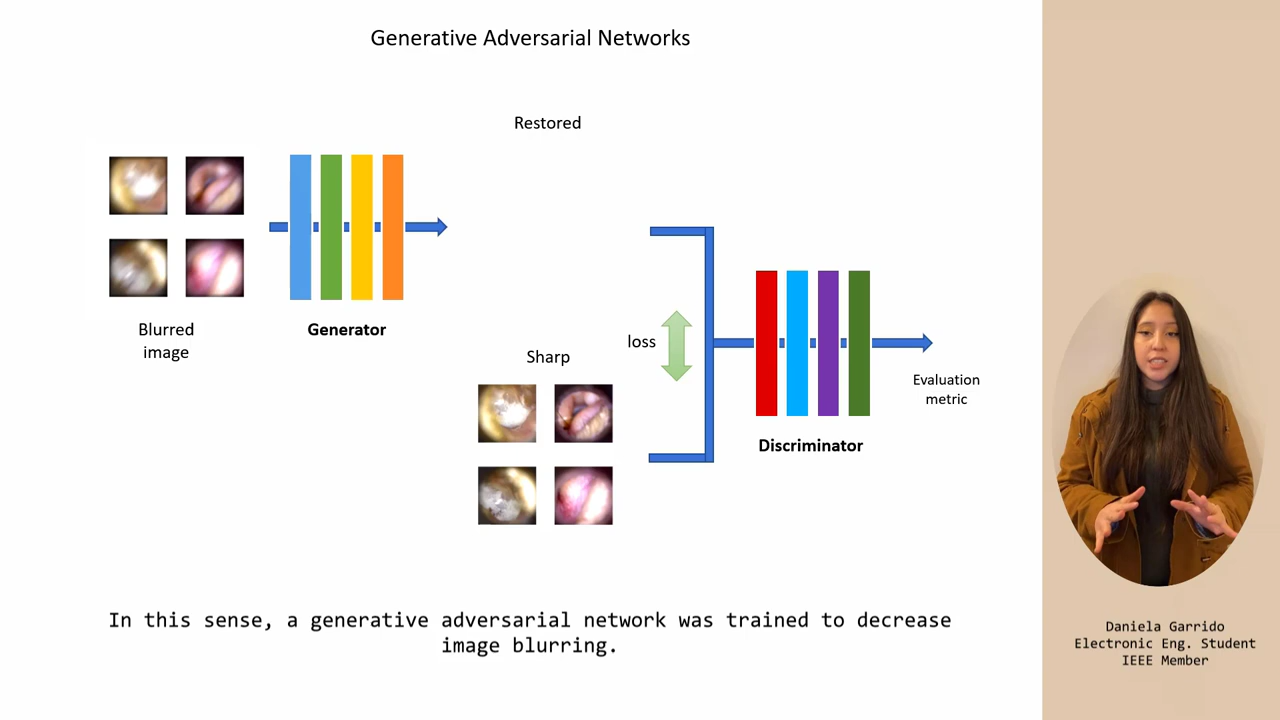 Generative Adversarial Networks
Restored
Blurred
image
Generator
Sharp
loss
Evaluation
metric
Discriminator
In this sense, a generative adversarial network was trained to decrease
image blurring.
Daniela Garrido
Electronic Eng. Student
IEEE Member